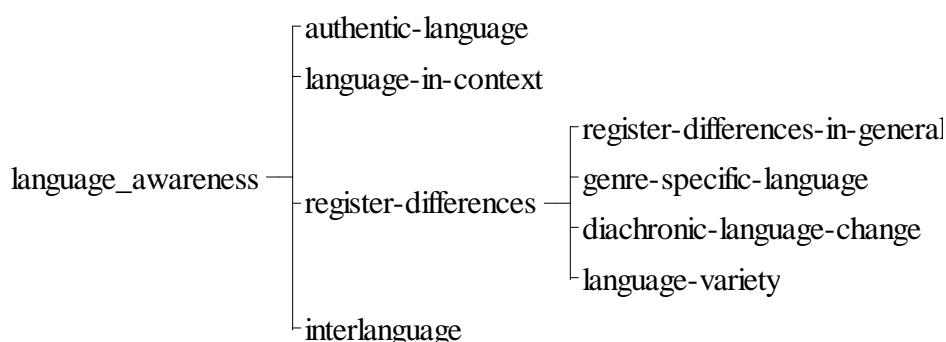 authentic-language
language-in-context
register-differences-in-general
genre-specific-language
language_awareness
register-differences
diachronic-language-change
language-variety
interlanguage